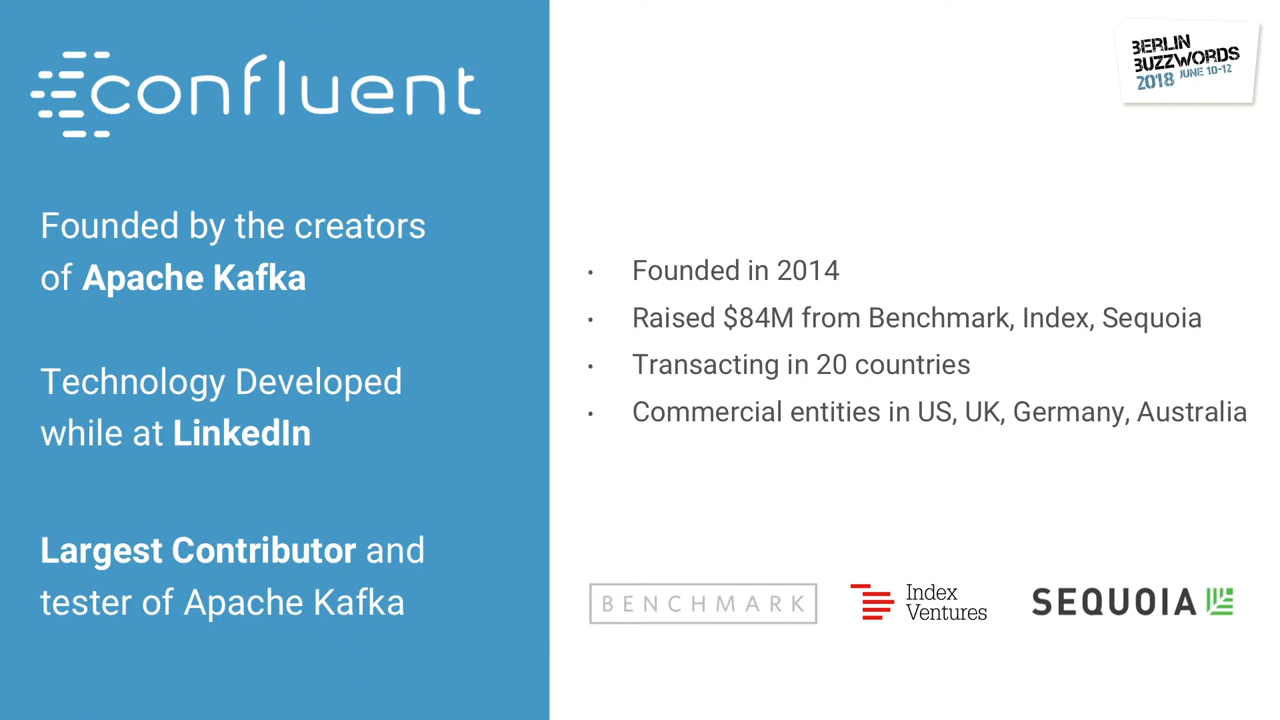 confluent
Founded by the creators
of Apache Kafka
Technology Developed
while at LinkedIn
Largest Contributor and
tester of Apache Kafka
BERLIN
BUZZWORDS
2018 JUNE 10-12
• Founded in 2014
• Raised $84M from Benchmark, Index, Sequoia
• Transacting in 20 countries
• Commercial entities in US, UK, Germany, Australia
BENCHMARK
Index
Ventures
SEQUOIA